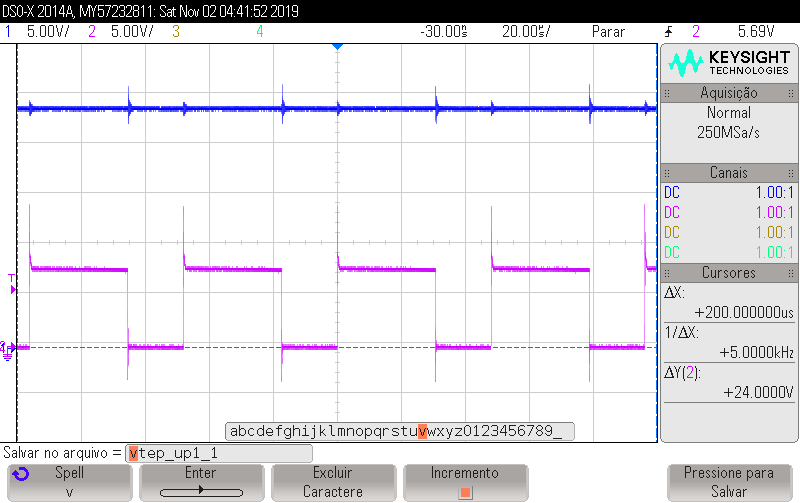 DSO-X 2014A, MY57232811: Sat Nov 02 04:41:52 2019
1 5.00V/ 2 5.00V/ 3 4 -30.00% 20.00%/ Parar 2 5.69V
KEYSIGHT
TECHNOLOGIES
Aquisição
Normal
250MSa/s
Canais
DC 1.00:1
DC 1.00:1
DC 1.00:1
DC 1.00:1
Cursores
ΔX:
+200.000000us
1/ΔX:
+5.0000kHz
ΔY(2):
+24.0000V
T
abcdefghijklmnopqrstuvwxyz0123456789_
Salvar no arquivo = vtep_up1_1
Spell
v
Enter
Excluir
Caractere
Incremento
Pressione para
Salvar